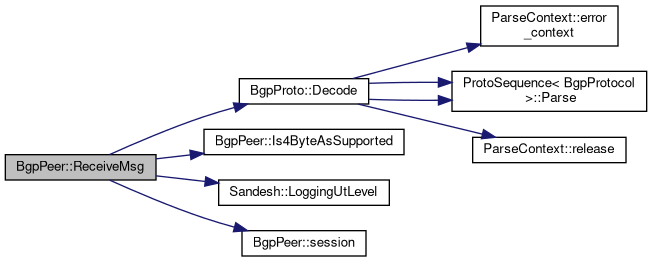 ParseContext::error
_context
BgpProto::Decode
ProtoSequence< BgpProtocol
>::Parse
BgpPeer::Is4ByteAsSupported
ParseContext::release
BgpPeer::ReceiveMsg
Sandesh::LoggingUtLevel
BgpPeer::session